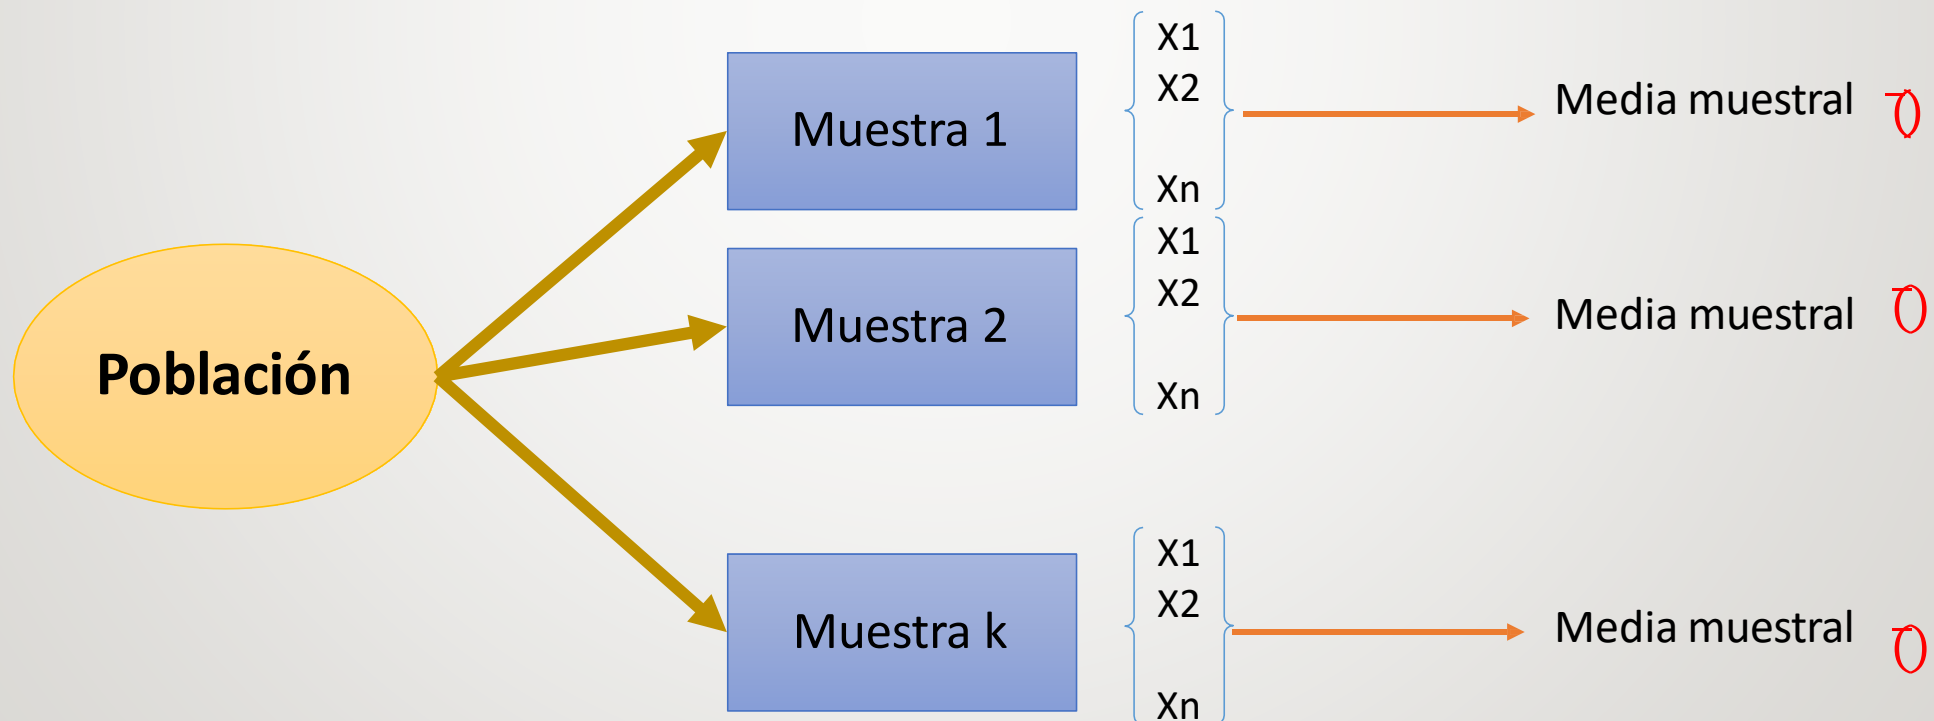 X1
X2
Xn
Muestra 1
Media muestral
X1
X2
Xn
Muestra 2
Media muestral
Población
X1
X2
Xn
Muestra k
Media muestral